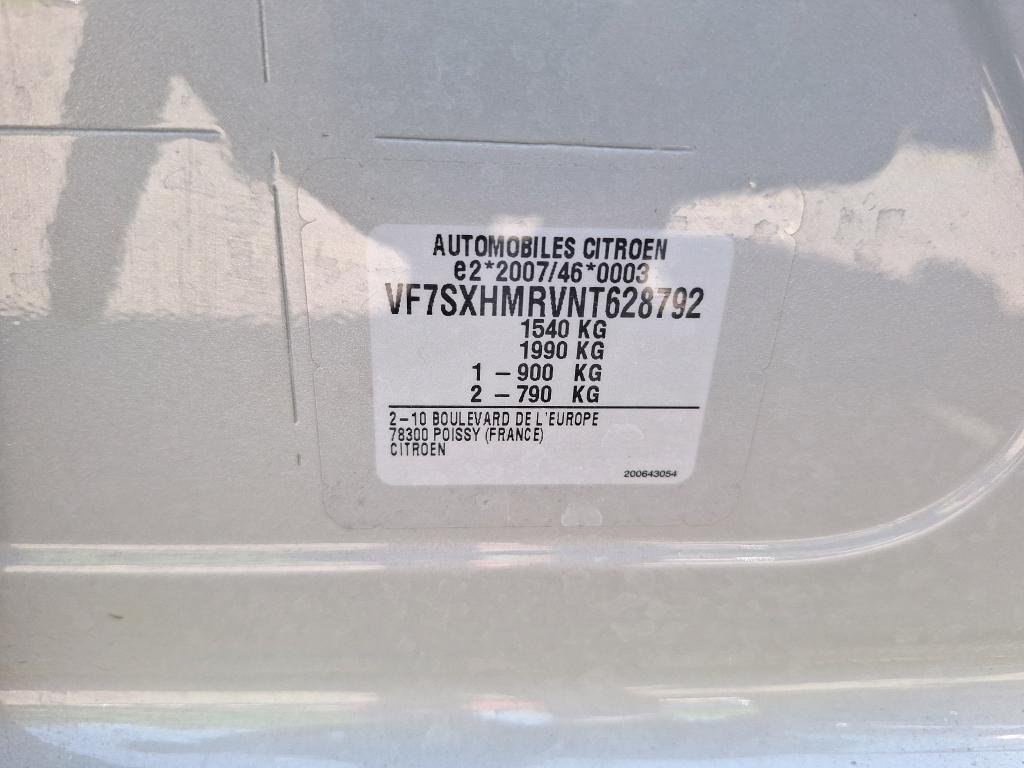 AUTOMOBILES CITROEN
e2*2007/46*0003
VF7SXHMRVNT628792
1540 KG
1990 KG
1 – 900 KG
2 – 790 KG
2–10 BOULEVARD DE L'EUROPE
78300 POISSY (FRANCE)
CITROEN
200643054